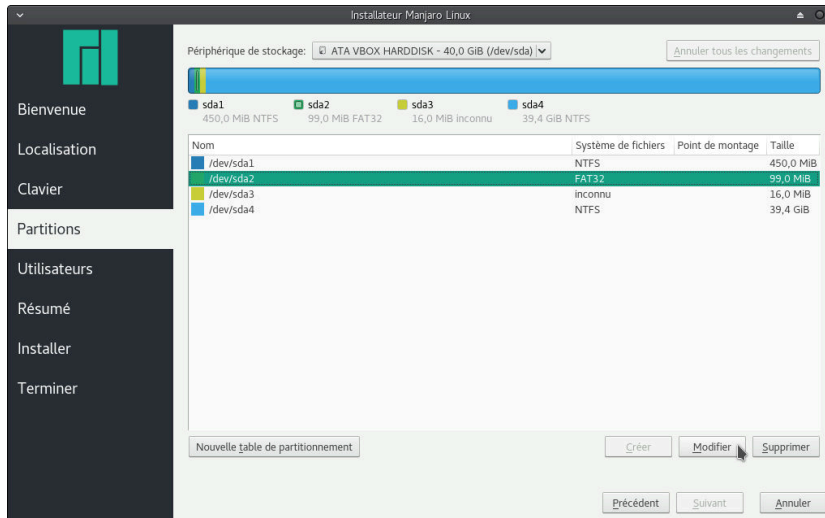 Installateur Manjaro Linux
Périphérique de stockage: ATA VBOX HARDDISK - 40,0 GiB (/dev/sda) Annuler tous les changements
sda1 sda2 sda3 sda4
450,0 MiB NTFS 99,0 MiB FAT32 16,0 MiB inconnu 39,4 GiB NTFS
Bienvenue
Localisation
Clavier
Partitions
Utilisateurs
Résumé
Installer
Terminer
Nom Système de fichiers Point de montage Taille
/dev/sda1 NTFS 450,0 MiB
/dev/sda2 FAT32 99,0 MiB
/dev/sda3 inconnu 16,0 MiB
/dev/sda4 NTFS 39,4 GiB
Nouvelle table de partitionnement Créer Modifier Supprimer
Précédent Suivant Annuler